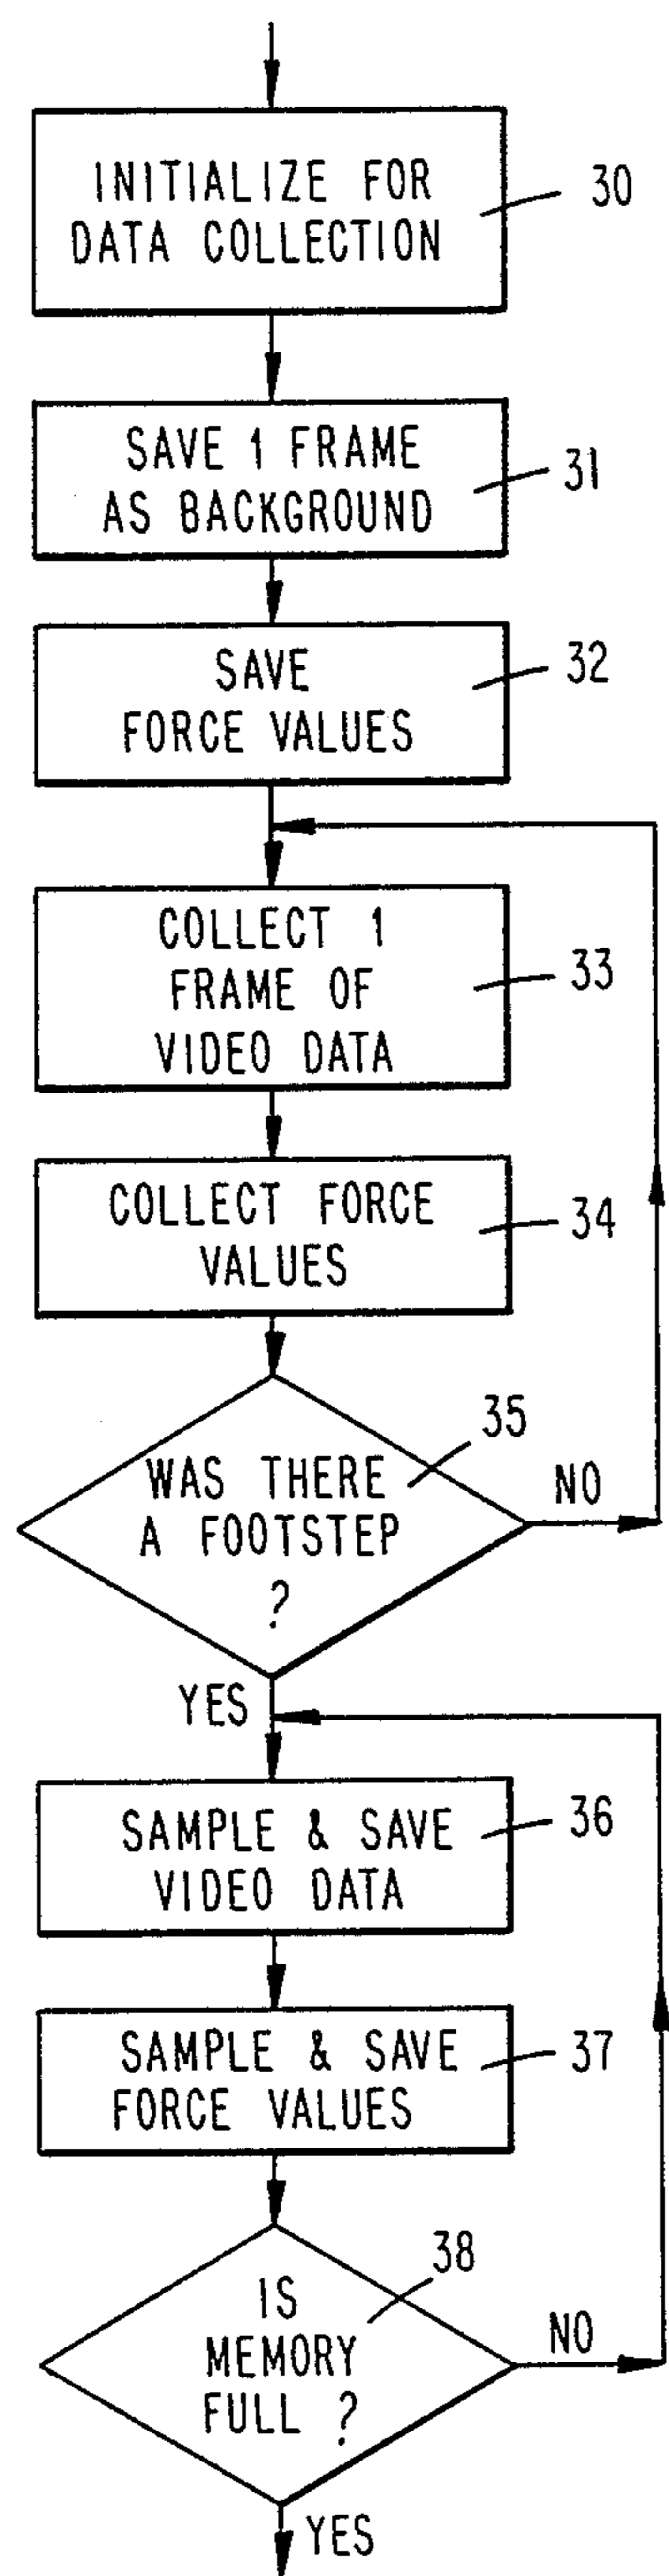 INITIALIZE FOR
DATA COLLECTION
30
SAVE 1 FRAME
AS BACKGROUND
31
SAVE
FORCE VALUES
32
COLLECT 1
FRAME OF
VIDEO DATA
33
COLLECT FORCE
VALUES
34
WAS THERE
A FOOTSTEP
?
35
NO
YES
SAMPLE & SAVE
VIDEO DATA
36
SAMPLE & SAVE
FORCE VALUES
37
IS
MEMORY
FULL ?
38
NO
YES